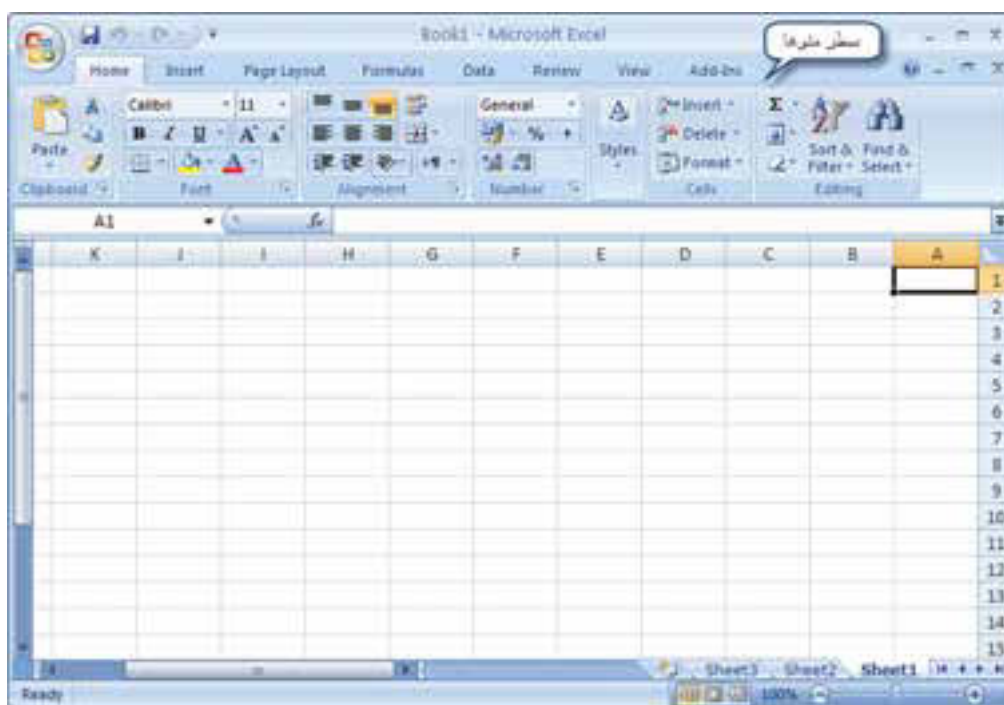 Book1 - Microsoft Excel
سطر منوها
Home Insert Page Layout Formulas Data Review View Add-Ins
Calibri 11 General Insert Σ
B I U A A % Styles Delete Sort & Find &
Paste Format Filter Select
Clipboard Font Alignment Number Cells Editing
A1 fx
K J I H G F E D C B A
1
2
3
4
5
6
7
8
9
10
11
12
13
14
15
Sheet3 Sheet2 Sheet1
Ready 100%